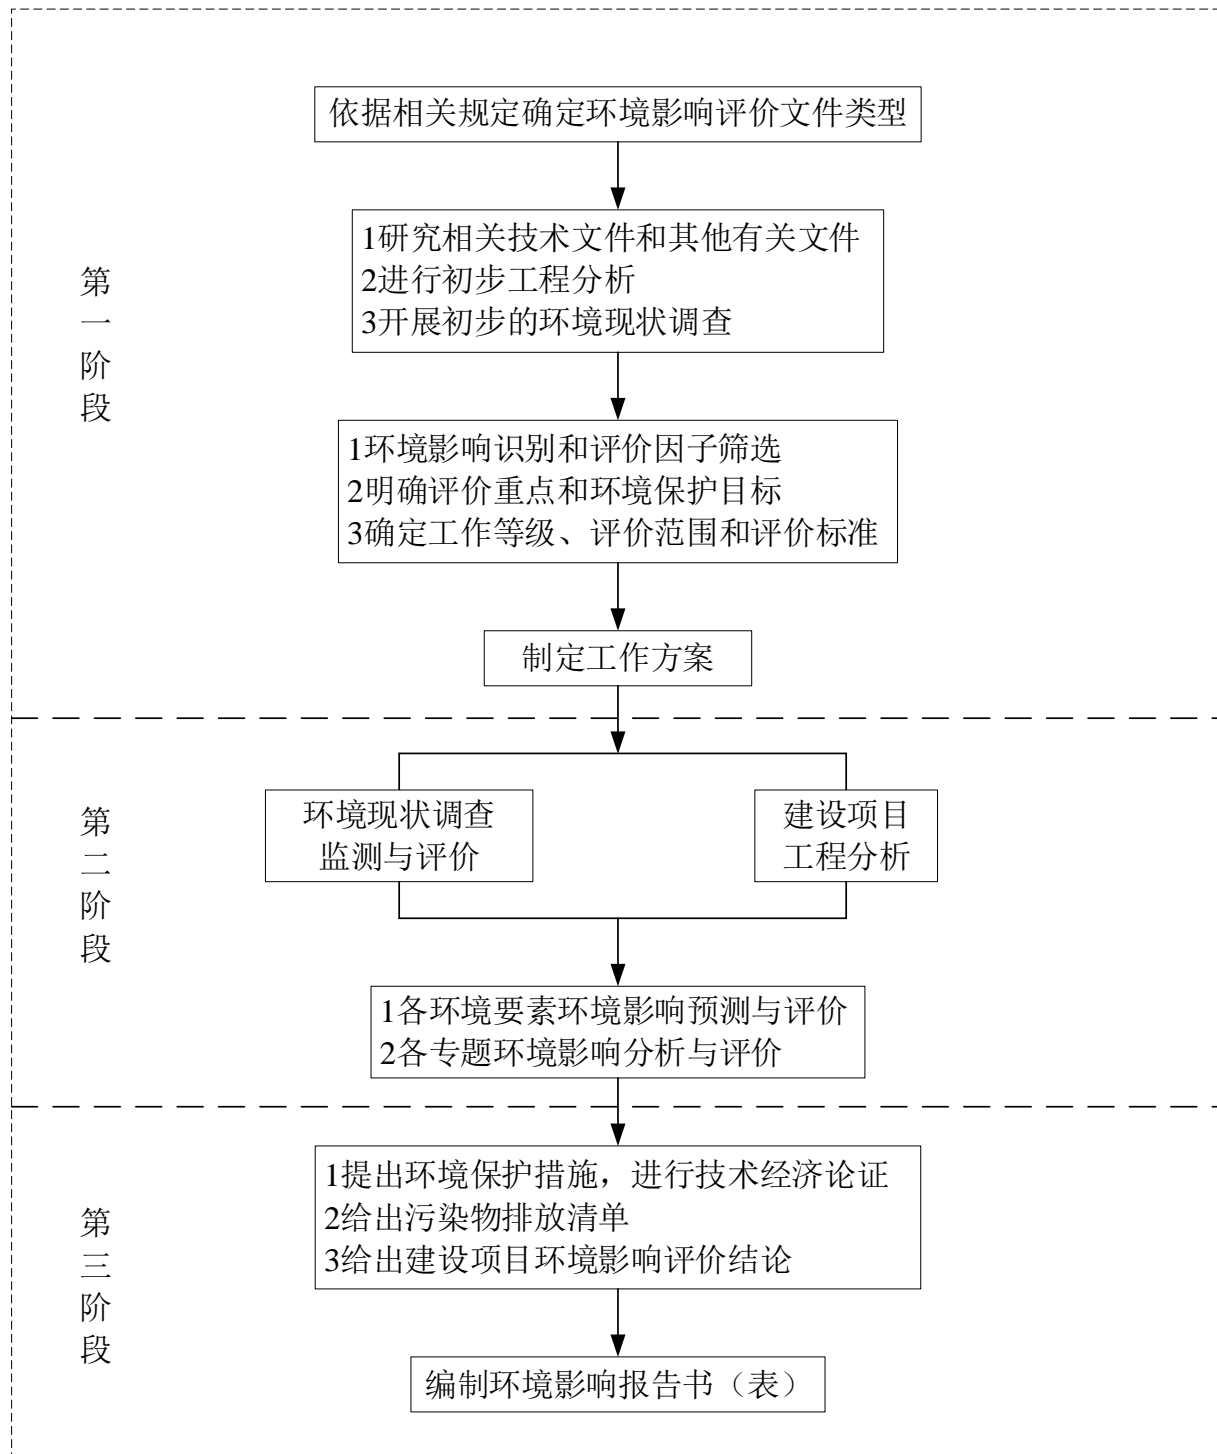 依据相关规定确定环境影响评价文件类型
1研究相关技术文件和其他有关文件
2进行初步工程分析
3开展初步的环境现状调查
第一阶段
1环境影响识别和评价因子筛选
2明确评价重点和环境保护目标
3确定工作等级、评价范围和评价标准
制定工作方案
环境现状调查
监测与评价
建设项目
工程分析
第二阶段
1各环境要素环境影响预测与评价
2各专题环境影响分析与评价
1提出环境保护措施，进行技术经济论证
2给出污染物排放清单
3给出建设项目环境影响评价结论
第三阶段
编制环境影响报告书（表）